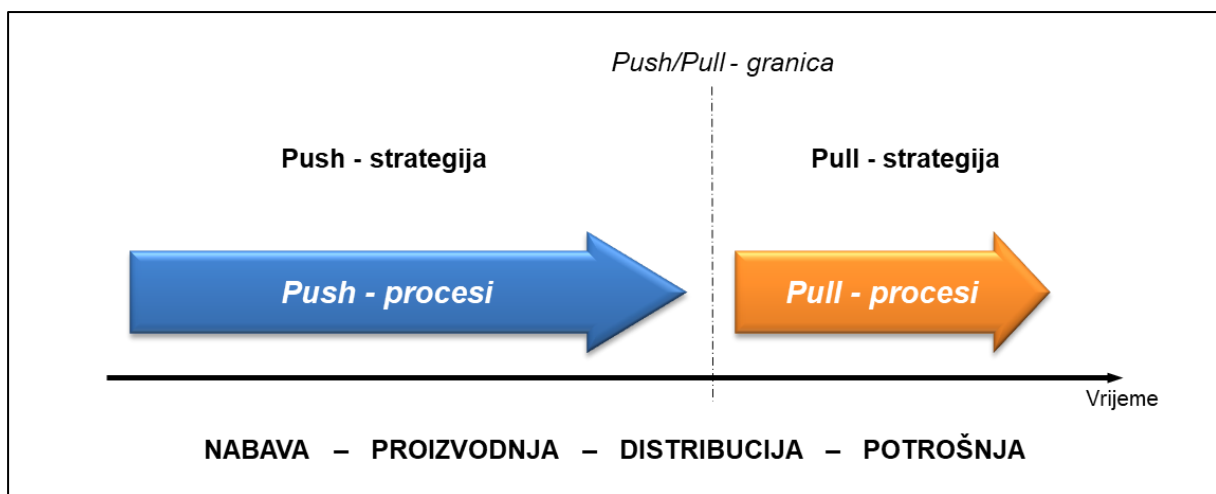 Push/Pull - granica
Push - strategija
Pull - strategija
Push - procesi
Pull - procesi
Vrijeme
NABAVA – PROIZVODNJA – DISTRIBUCIJA – POTROŠNJA